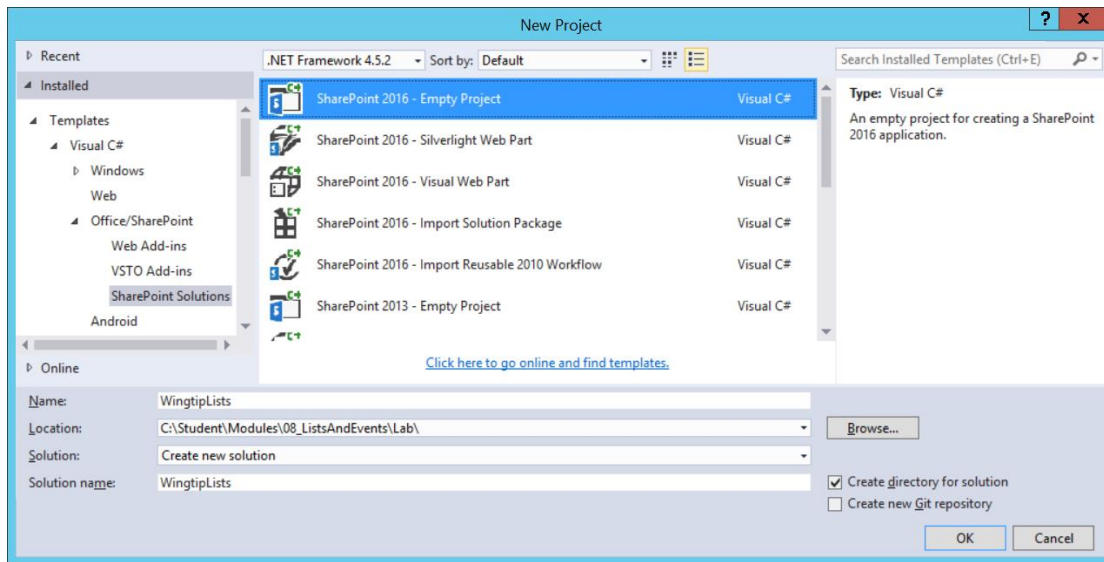 New Project
? X
Recent
Installed
Templates
Visual C#
Windows
Web
Office/SharePoint
Web Add-ins
VSTO Add-ins
SharePoint Solutions
Android
Online
.NET Framework 4.5.2 Sort by: Default
SharePoint 2016 - Empty Project Visual C#
SharePoint 2016 - Silverlight Web Part Visual C#
SharePoint 2016 - Visual Web Part Visual C#
SharePoint 2016 - Import Solution Package Visual C#
SharePoint 2016 - Import Reusable 2010 Workflow Visual C#
SharePoint 2013 - Empty Project Visual C#
Click here to go online and find templates.
Search Installed Templates (Ctrl+E)
Type: Visual C#
An empty project for creating a SharePoint
2016 application.
Name: WingtipLists
Location: C:\Student\Modules\08_ListsAndEvents\Lab\ Browse...
Solution: Create new solution
Solution name: WingtipLists
Create directory for solution
Create new Git repository
OK Cancel